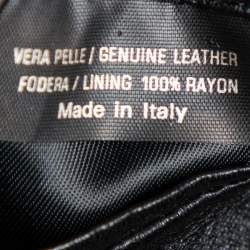 VERA PELLE / GENUINE LEATHER
FODERA / LINING 100% RAYON
Made in Italy